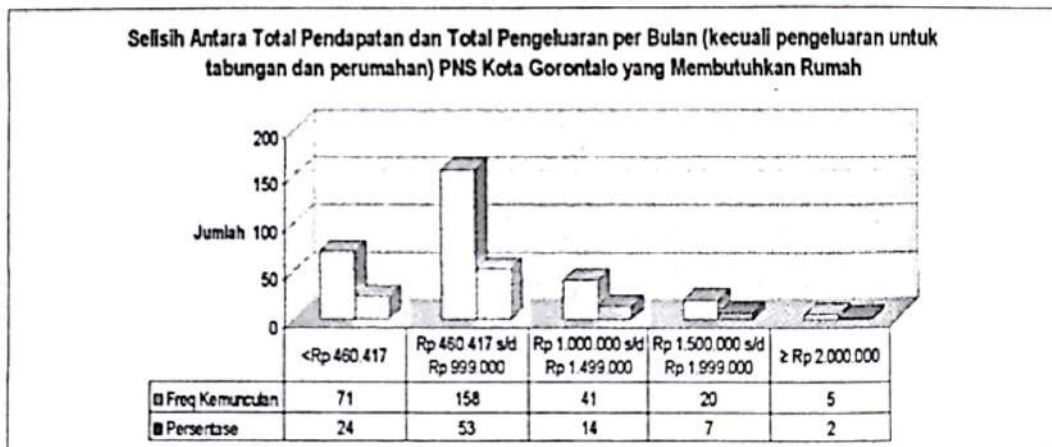 Selisih Antara Total Pendapatan dan Total Pengeluaran per Bulan (kecuali pengeluaran untuk
tabungan dan perumahan) PNS Kota Gorontalo yang Membutuhkan Rumah
200
150
100
50
0
Jumlah
<Rp 460.417
Rp 460.417 s/d
Rp 999.000
Rp 1.000.000 s/d
Rp 1.499.000
Rp 1.500.000 s/d
Rp 1.999.000
≥ Rp 2.000.000
Freq Kemunculan 71 158 41 20 5
Persentase 24 53 14 7 2